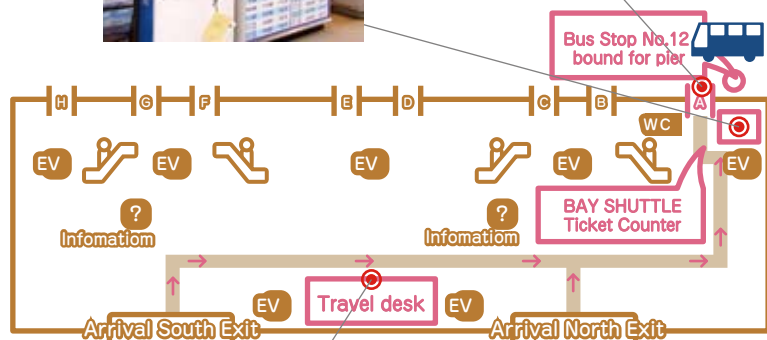 Bus Stop No.12
bound for pier
H
G
F
E
D
C
B
A
WC
EV
EV
EV
EV
EV
?
Infomatiom
?
Infomatiom
BAY SHUTTLE
Ticket Counter
EV
Travel desk
EV
Arrival South Exit
Arrival North Exit